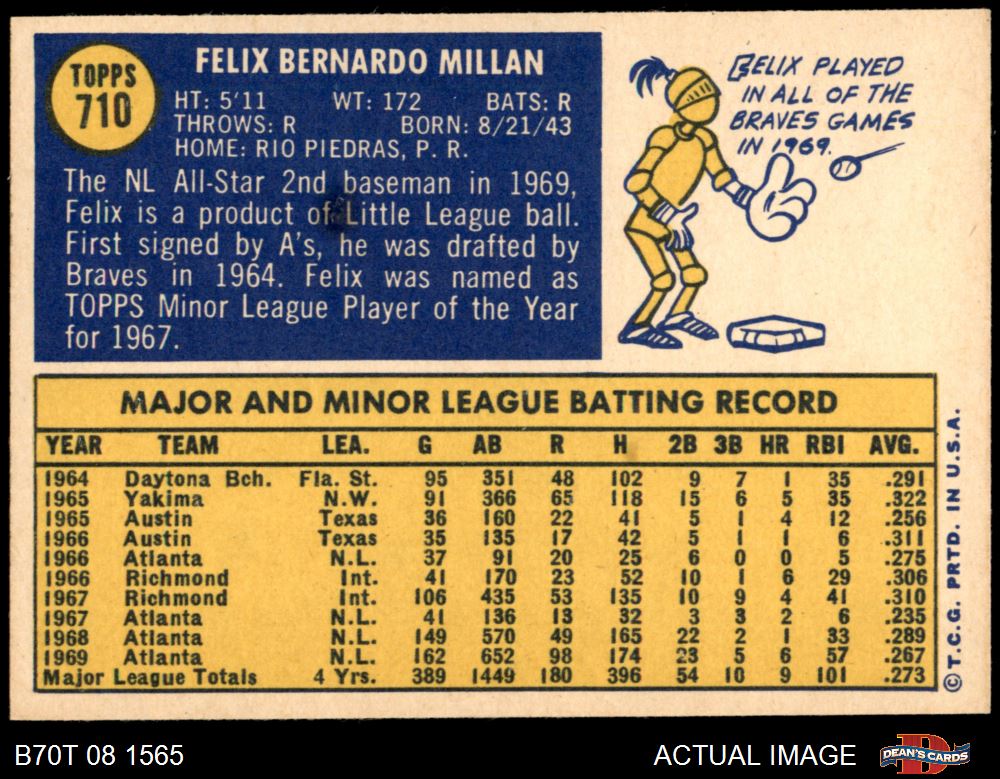 TOPPS
710
FELIX BERNARDO MILLAN
HT: 5'11 WT: 172 BATS: R
THROWS: R BORN: 8/21/43
HOME: RIO PIEDRAS, P. R.
The NL All-Star 2nd baseman in 1969,
Felix is a product of Little League ball.
First signed by A's, he was drafted by
Braves in 1964. Felix was named as
TOPPS Minor League Player of the Year
for 1967.
FELIX PLAYED
IN ALL OF THE
BRAVES GAMES
IN 1969.
MAJOR AND MINOR LEAGUE BATTING RECORD
YEAR TEAM LEA. G AB R H 2B 3B HR RBI AVG.
1964 Daytona Bch. Fla. St. 95 351 48 102 9 7 1 35 .291
1965 Yakima N.W. 91 366 65 118 15 6 5 35 .322
1965 Austin Texas 36 160 22 41 5 1 4 12 .256
1966 Austin Texas 35 135 17 42 5 1 1 6 .311
1966 Atlanta N.L. 37 91 20 25 6 0 0 5 .275
1966 Richmond Int. 41 170 23 52 10 1 6 29 .306
1967 Richmond Int. 106 435 53 135 10 9 4 41 .310
1967 Atlanta N.L. 41 136 13 32 3 3 2 6 .235
1968 Atlanta N.L. 149 570 49 165 22 2 1 33 .289
1969 Atlanta N.L. 162 652 98 174 23 5 6 57 .267
Major League Totals 4 Yrs. 389 1449 180 396 54 10 9 101 .273
© T.C.G. PRTD. IN U.S.A.
B70T 08 1565
ACTUAL IMAGE
DEAN'S CARDS